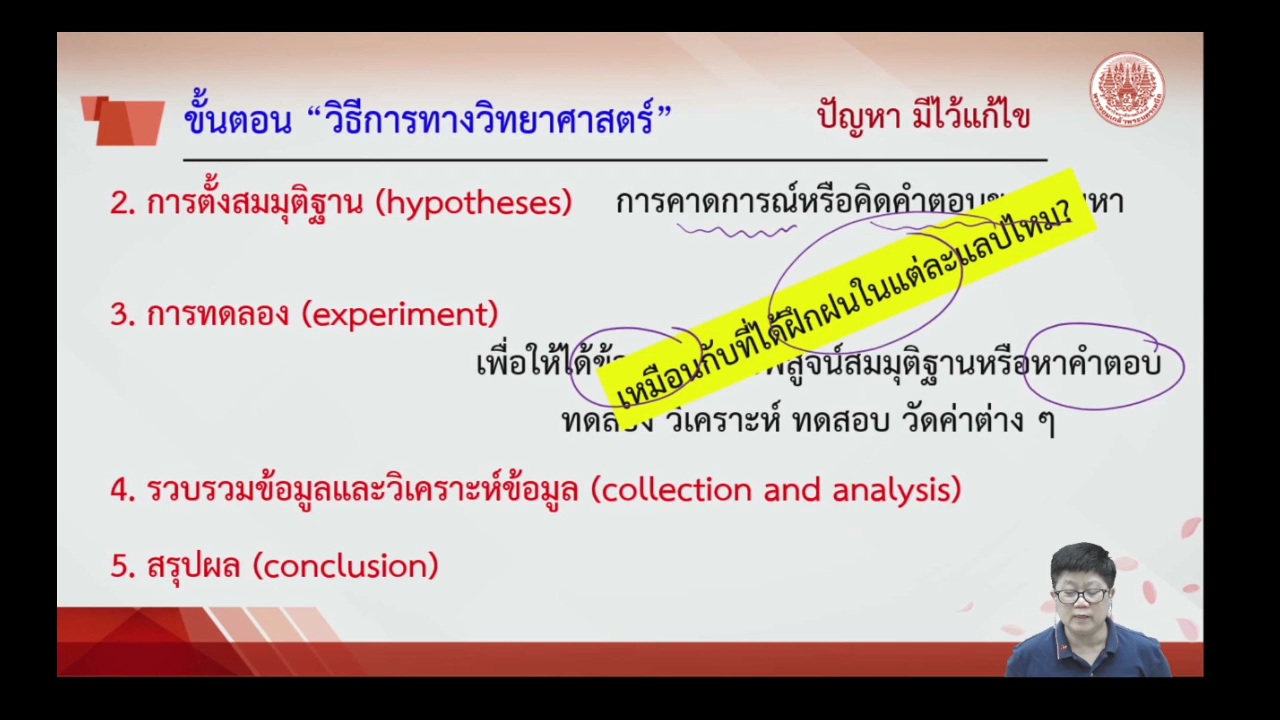 ขั้นตอน “วิธีการทางวิทยาศาสตร์”
ปัญหา มีไว้แก้ไข
2. การตั้งสมมุติฐาน (hypotheses)
การคาดการณ์หรือคิดคำตอบ
เหมือนกับที่ได้ฝึกฝนในแต่ละแลปไหม?
3. การทดลอง (experiment)
เพื่อให้ได้ สมมุติฐานหรือหาคำตอบ
ทดลอง วิเคราะห์ ทดสอบ วัดค่าต่าง ๆ
4. รวบรวมข้อมูลและวิเคราะห์ข้อมูล (collection and analysis)
5. สรุปผล (conclusion)